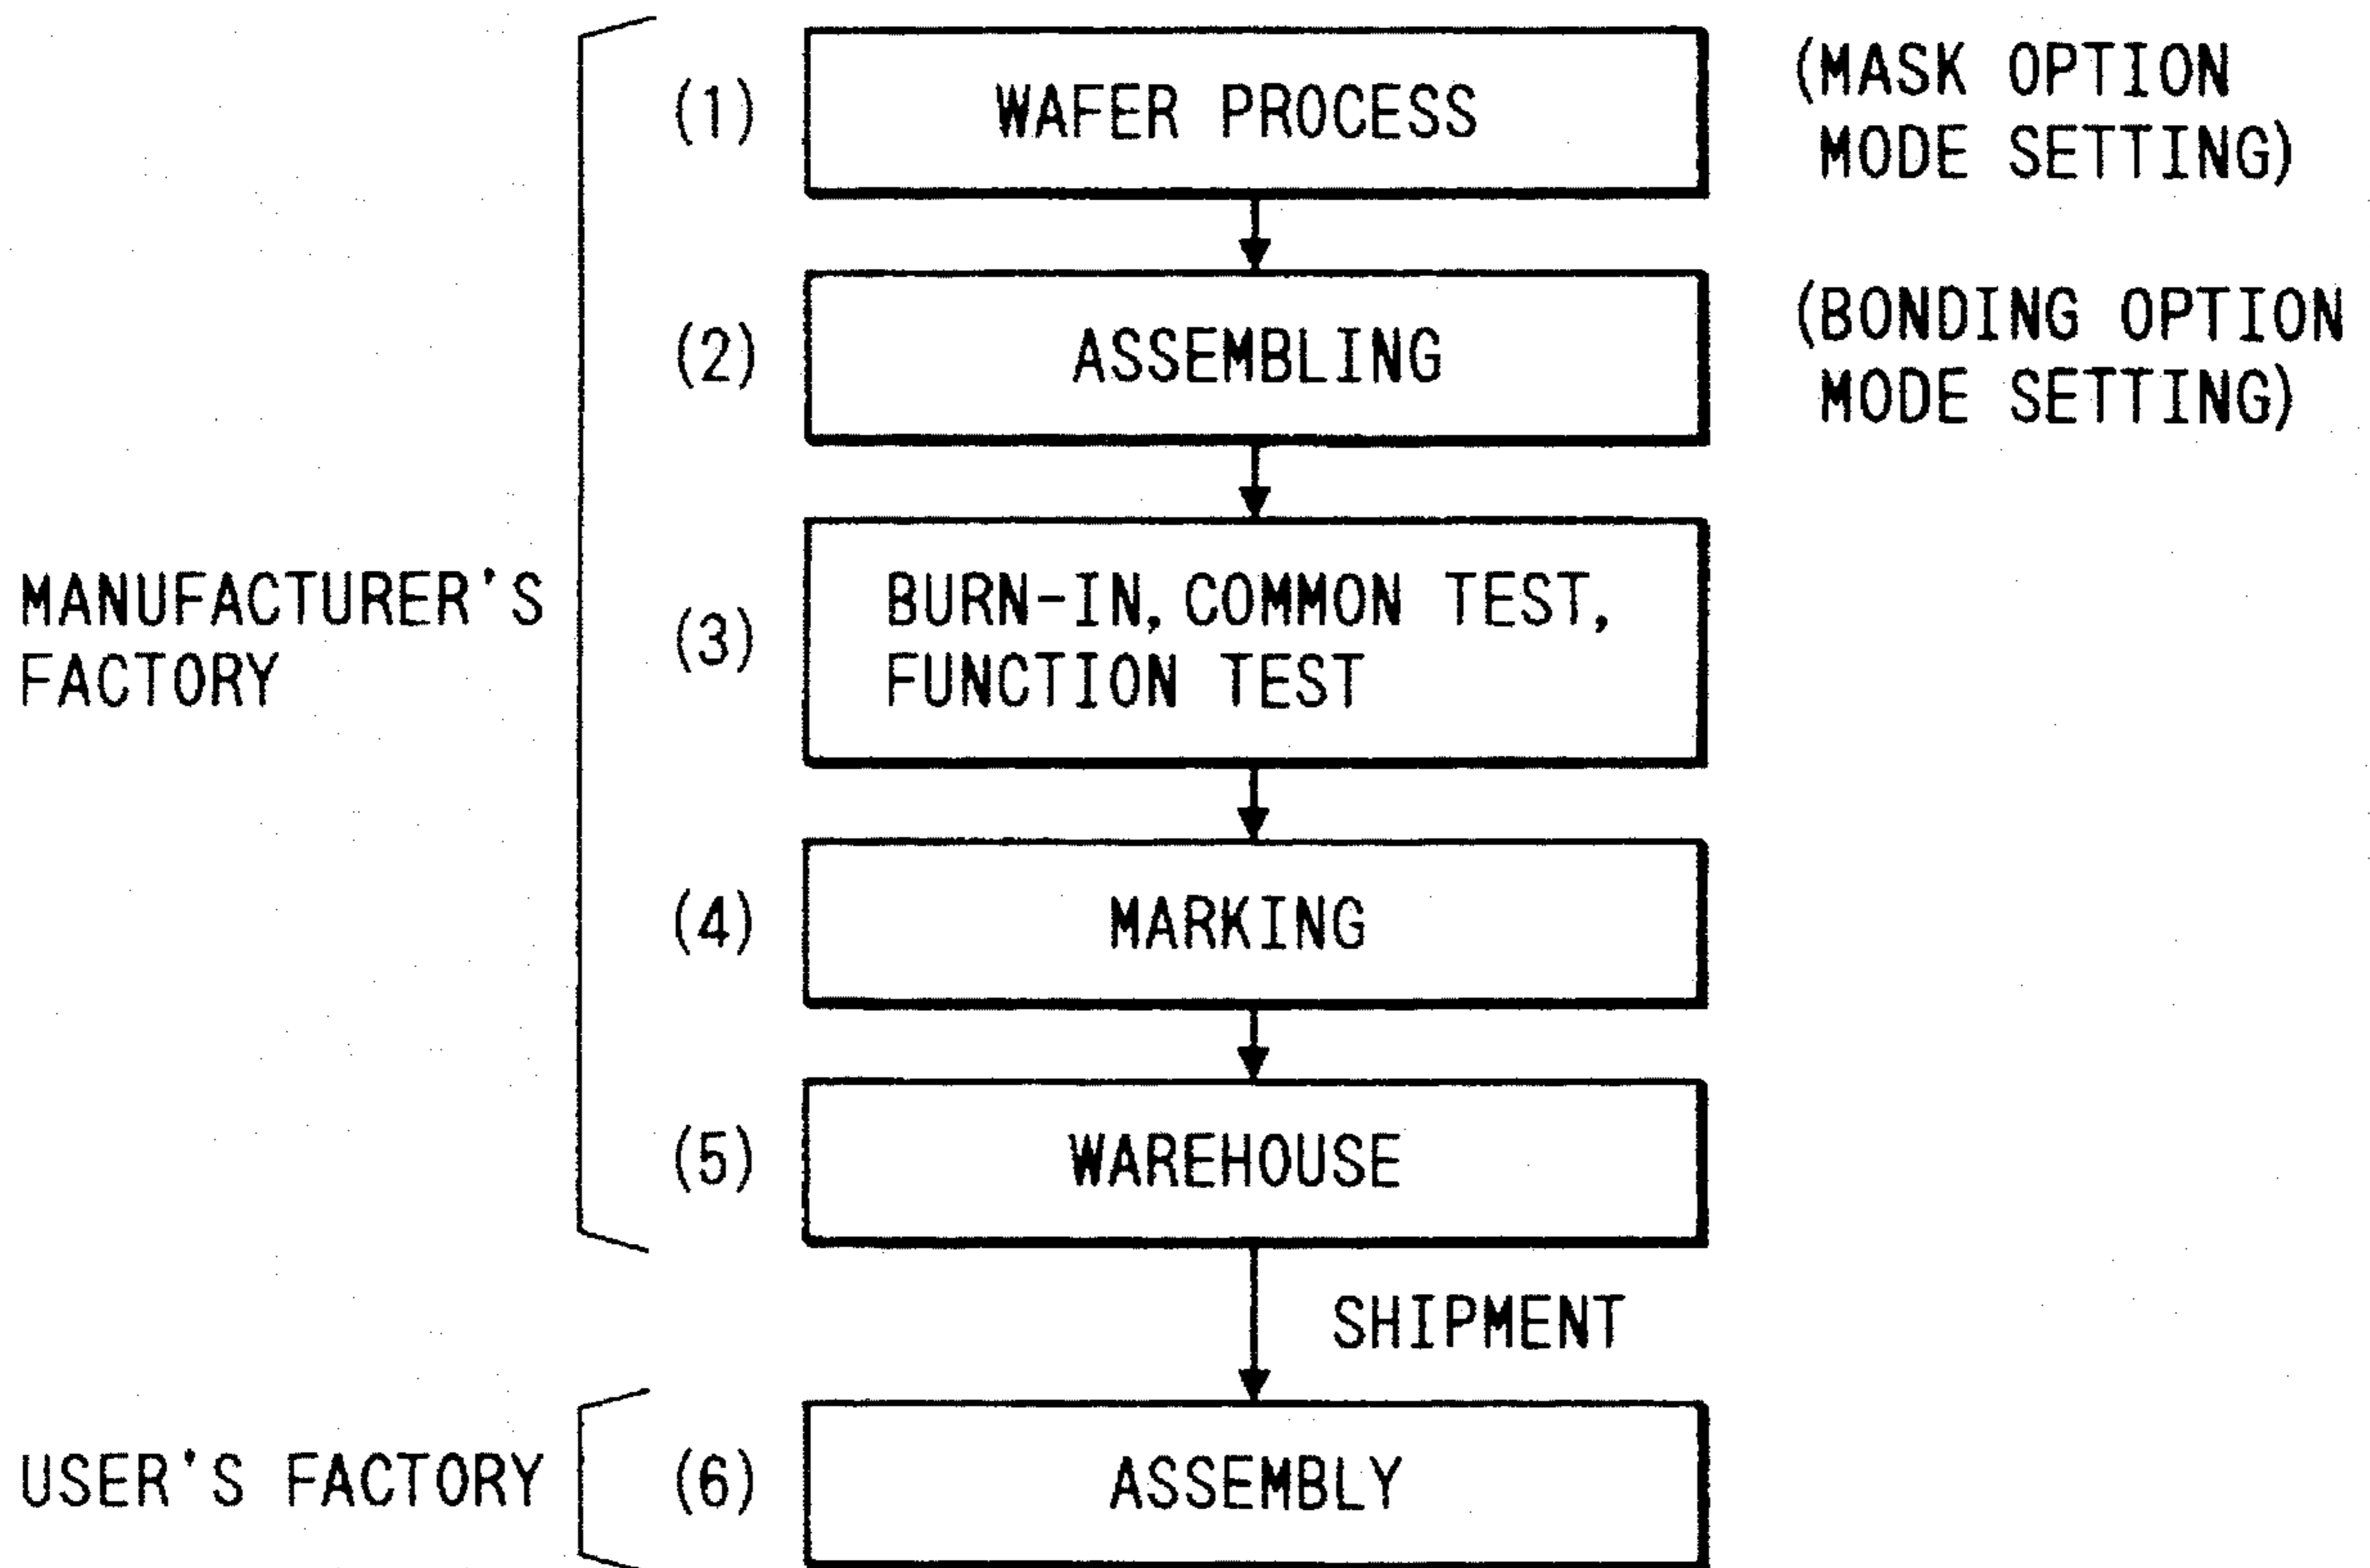 (1) WAFER PROCESS (MASK OPTION
MODE SETTING)
(2) ASSEMBLING (BONDING OPTION
MODE SETTING)
MANUFACTURER'S
FACTORY
(3) BURN-IN, COMMON TEST,
FUNCTION TEST
(4) MARKING
(5) WAREHOUSE
SHIPMENT
USER'S FACTORY (6) ASSEMBLY